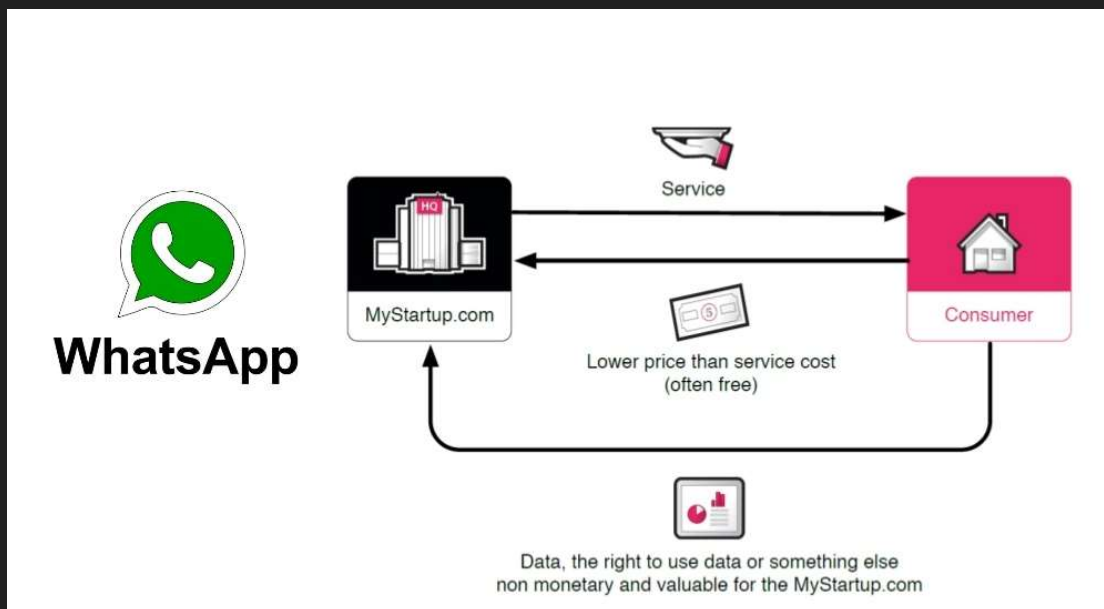 WhatsApp
HQ
MyStartup.com
Service
$
Lower price than service cost
(often free)
Consumer
Data, the right to use data or something else
non monetary and valuable for the MyStartup.com